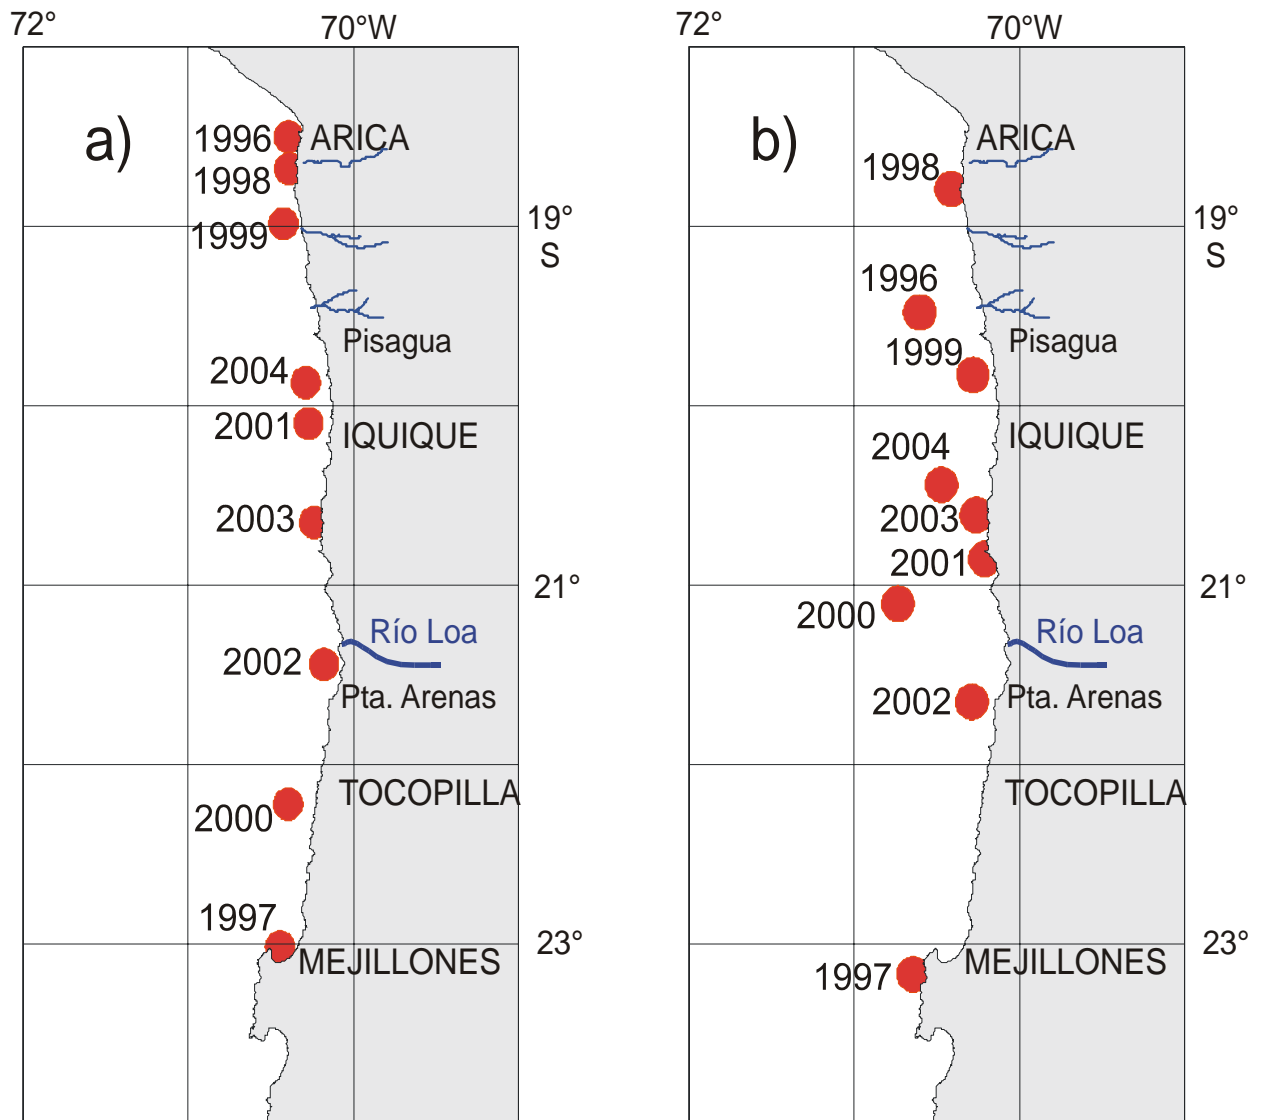 72°
70°W
a)
1996
ARICA
1998
19°
S
1999
Pisagua
2004
2001
IQUIQUE
2003
21°
Río Loa
2002
Pta. Arenas
TOCOPILLA
2000
1997
23°
MEJILLONES
72°
70°W
b)
ARICA
1998
19°
S
1996
Pisagua
1999
IQUIQUE
2004
2003
2001
21°
2000
Río Loa
2002
Pta. Arenas
TOCOPILLA
23°
MEJILLONES
1997